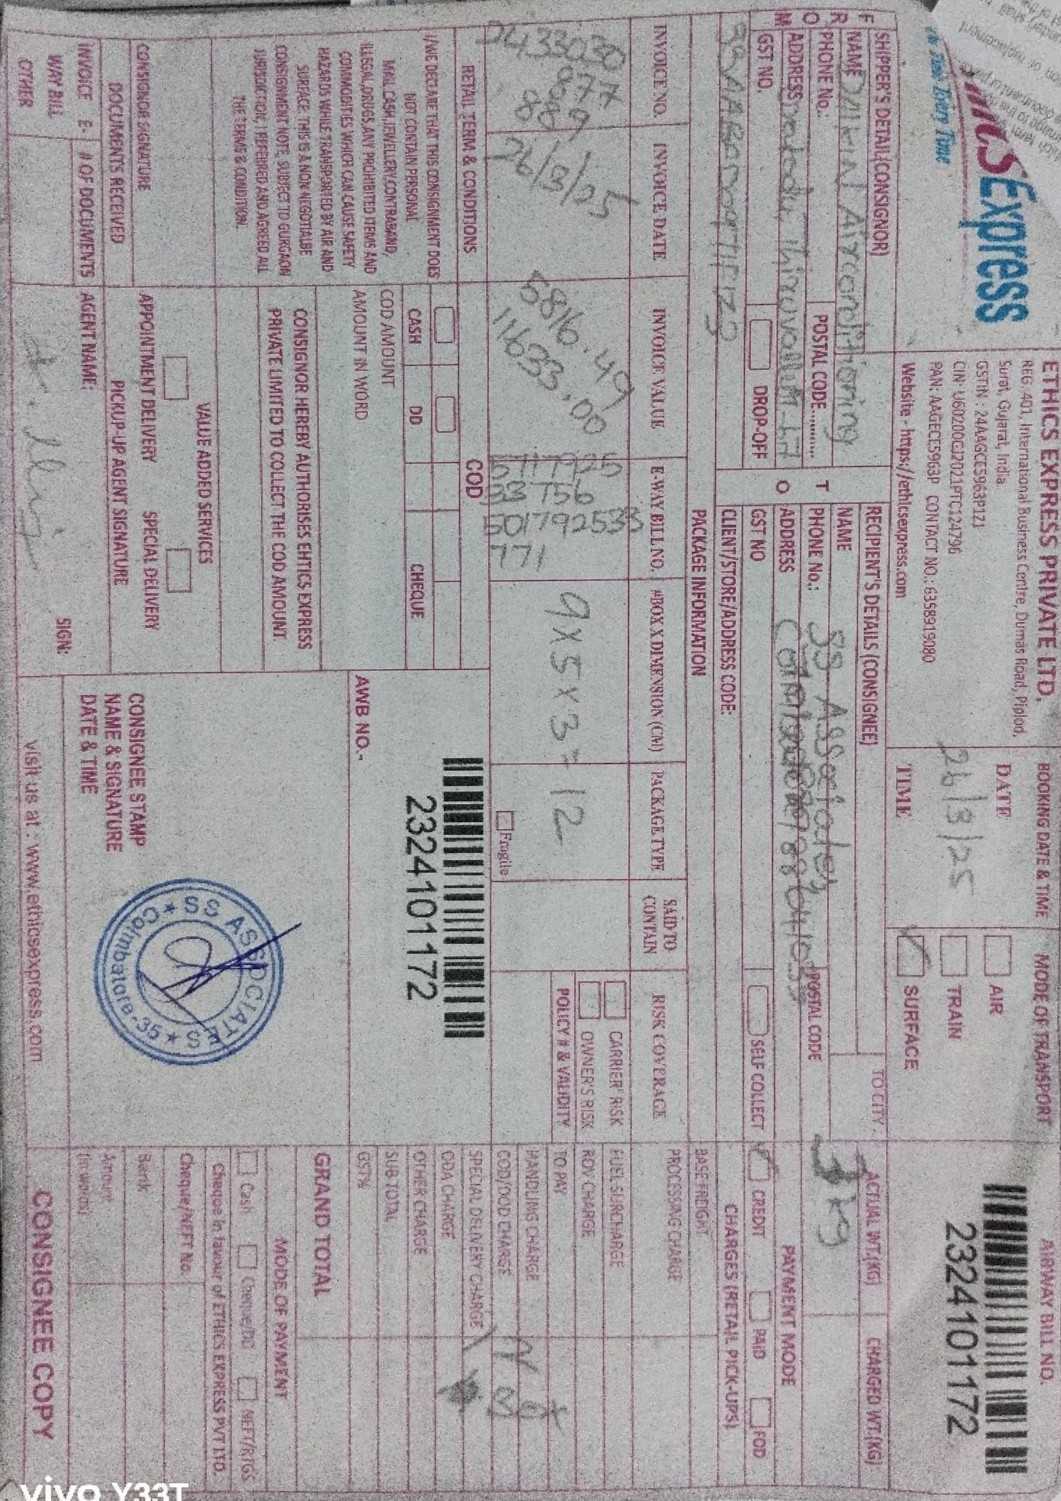 ethicsExpress
On Time Every Time
ETHICS EXPRESS PRIVATE LTD.
REG : 401, International Business Centre, Dumas Road, Piplod,
Surat, Gujarat, India.
GSTIN : 24AAGCE5963P1Z1
CIN: U60200GJ2021PTC124796
PAN: AAGECE5963P CONTACT NO.: 6358919080
Website - https://ethicsexpress.com
BOOKING DATE & TIME
DATE
26/3/25
TIME
MODE OF TRANSPORT
AIR
TRAIN
SURFACE
AIRWAY BILL NO.
2324101172
SHIPPER'S DETAIL(CONSIGNOR)
FROM
NAME DAIKIN Airconditioning
PHONE No.:
POSTAL CODE..........
ADDRESS
GST NO.
DROP-OFF
RECIPIENT'S DETAILS (CONSIGNEE)
TO CITY.
TO
NAME SS Associates
PHONE No.:
POSTAL CODE
ADDRESS
GST NO
SELF COLLECT
CLIENT/STORE/ADDRESS CODE:
ACTUAL WT.(KG)
CHARGED WT.(KG)
3 kg
PAYMENT MODE
CREDIT
PAID
FOD
CHARGES (RETAIL PICK-UPS)
PACKAGE INFORMATION
INVOICE NO.
INVOICE DATE
INVOICE VALUE
E-WAY BILL NO.
#BOX X DIMENSION (CM)
PACKAGE TYPE
SAID TO CONTAIN
RISK COVERAGE
2433030
877
889
26/3/25
5816.49
11633.00
501792533
771
9x5x3=12
Fragile
CARRIER' RISK
OWNER'S RISK
POLICY # & VALIDITY
BASE FREIGHT
PROCESSING CHARGE
FUEL SURCHARGE
RDV CHARGE
TO PAY
HANDLING CHARGE
COD/DOD CHARGE
SPECIAL DELIVERY CHARGE
ODA CHARGE
OTHER CHARGE
SUB TOTAL
GST%
GRAND TOTAL
Box
RETAIL TERM & CONDITIONS
I/WE DECLARE THAT THIS CONSIGNMENT DOES
NOT CONTAIN PERSONAL
MAIL,CASH,JEWELLERY,CONTRABAND,
ILLEGAL,DRUGS,ANY PROHIBITED ITEMS AND
COMMODITIES WHICH CAN CAUSE SAFETY
HAZARDS WHILE TRANSPORTED BY AIR AND
SURFACE. THIS IS A NON NEGOTIALBE
CONSIGNMENT NOTE, SUBJECT TO GURGAON
JURISDICTION, I REFERRED AND AGREED ALL
THE TERMS & CONDITION.
COD
CASH
DD
CHEQUE
COD AMOUNT
AMOUNT IN WORD
CONSIGNOR HEREBY AUTHORISES EHTICS EXPRESS
PRIVATE LIMITED TO COLLECT THE COD AMOUNT
VALUE ADDED SERVICES
APPOINTMENT DELIVERY
SPECIAL DELIVERY
PICKUP-UP AGENT SIGNATURE
AGENT NAME:
SIGN:
CONSIGNOR SIGNATURE
DOCUMENTS RECEIVED
INVOICE E-
# OF DOCUMENTS
WAY BILL
OTHER
AWB NO.-
2324101172
CONSIGNEE STAMP
NAME & SIGNATURE
DATE & TIME
SS ASSOCIATES
Coimbatore-35
visit us at : www.ethicsexpress.com
MODE OF PAYMENT
Cash
Cheque/DD
NEFT/RTGS
Cheque in favour of ETHICS EXPRESS PVT LTD.
Cheque/NEFT No.
Bank
Amount
(In words)
CONSIGNEE COPY
vivo Y33T